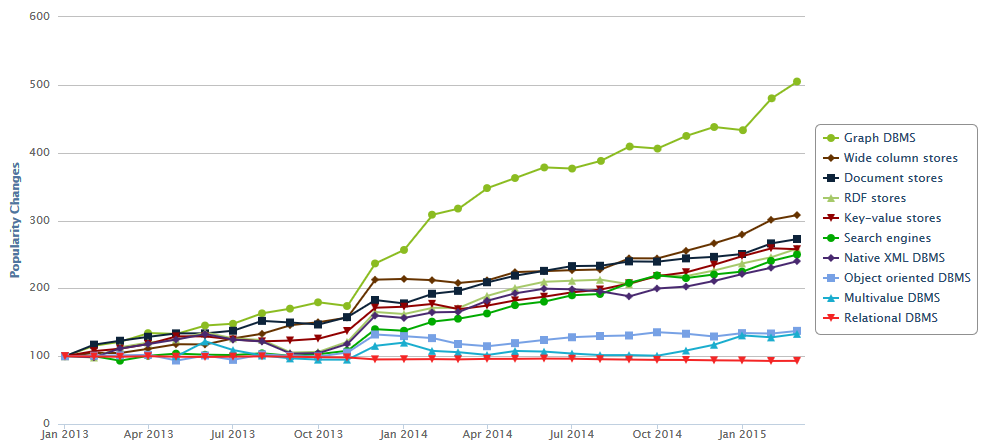 600
500
400
300
200
100
0
Popularity Changes
Jan 2013 Apr 2013 Jul 2013 Oct 2013 Jan 2014 Apr 2014 Jul 2014 Oct 2014 Jan 2015
Graph DBMS
Wide column stores
Document stores
RDF stores
Key-value stores
Search engines
Native XML DBMS
Object oriented DBMS
Multivalue DBMS
Relational DBMS